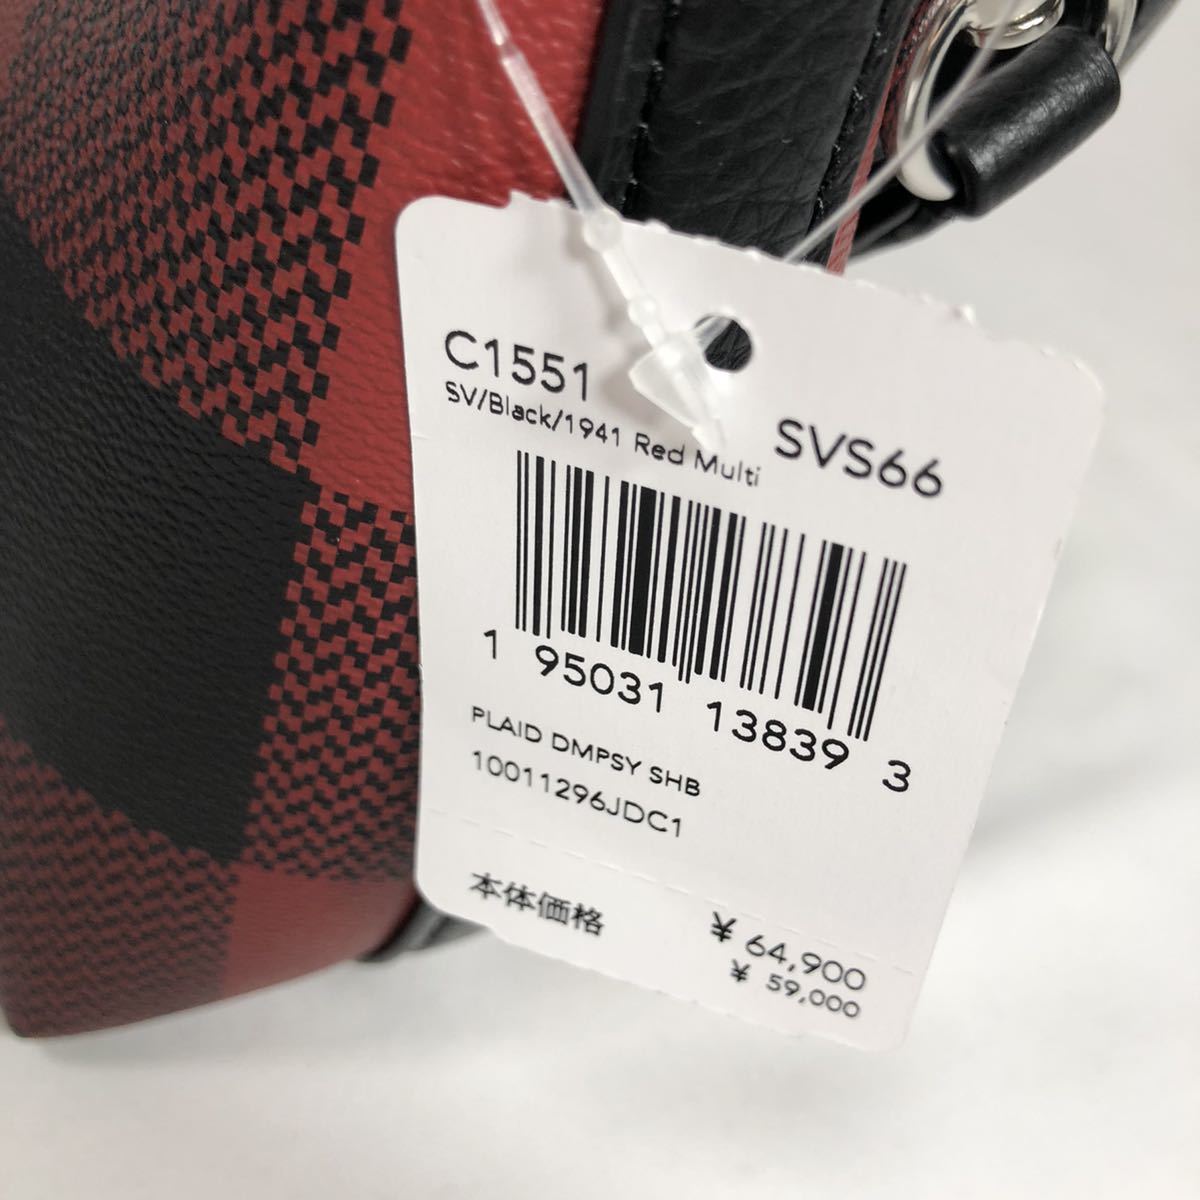 C1551
SVS66
SV/Black/1941 Red Multi
1 95031 13839 3
PLAID DMPSY SHB
10011296JDC1
本体価格
¥ 64,900
¥ 59,000